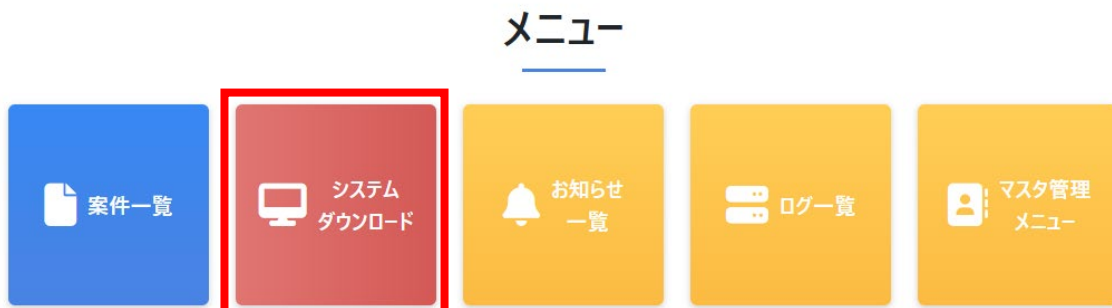 メニュー
案件一覧
システム
ダウンロード
お知らせ
一覧
ログ一覧
マスタ管理
メニュー